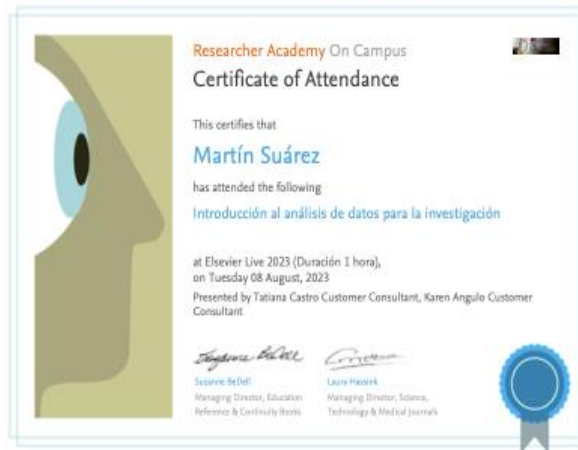 Researcher Academy On Campus
Certificate of Attendance
This certifies that
Martín Suárez
has attended the following
Introducción al análisis de datos para la investigación
at Elsevier Live 2023 (Duración 1 hora),
on Tuesday 08 August, 2023
Presented by Tatiana Castro Customer Consultant, Karen Angulo Customer
Consultant
Suzanne BeDell
Laura Hassink
Managing Director, Education
Reference & Continuity Books
Managing Director, Science,
Technology & Medical Journals